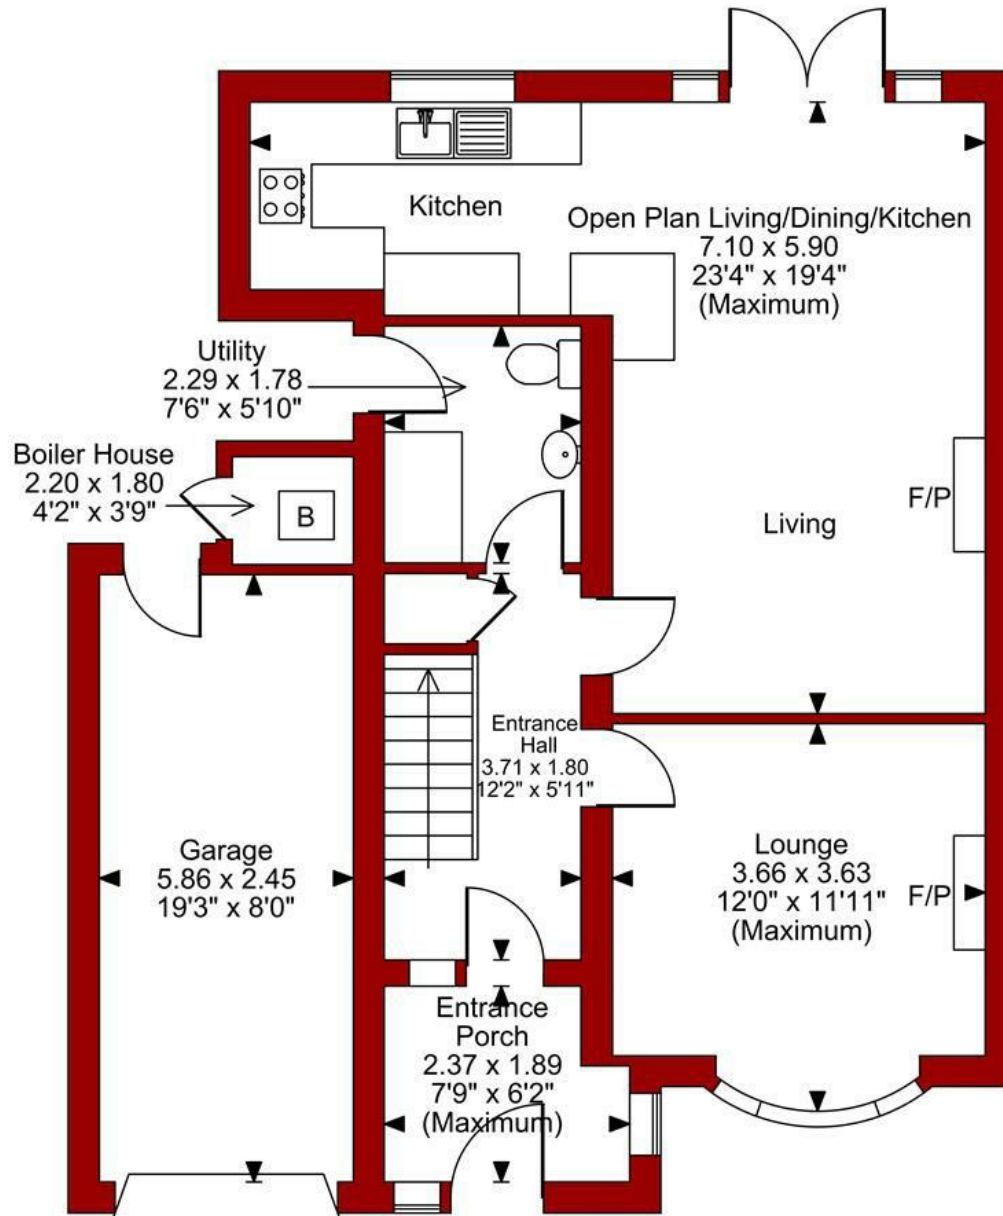 Kitchen
Open Plan Living/Dining/Kitchen
7.10 x 5.90
23'4" x 19'4"
(Maximum)
Utility
2.29 x 1.78
7'6" x 5'10"
Boiler House
2.20 x 1.80
4'2" x 3'9"
B
F/P
Living
Entrance
Hall
3.71 x 1.80
12'2" x 5'11"
Garage
5.86 x 2.45
19'3" x 8'0"
Lounge
3.66 x 3.63
12'0" x 11'11"
(Maximum)
F/P
Entrance
Porch
2.37 x 1.89
7'9" x 6'2"
(Maximum)